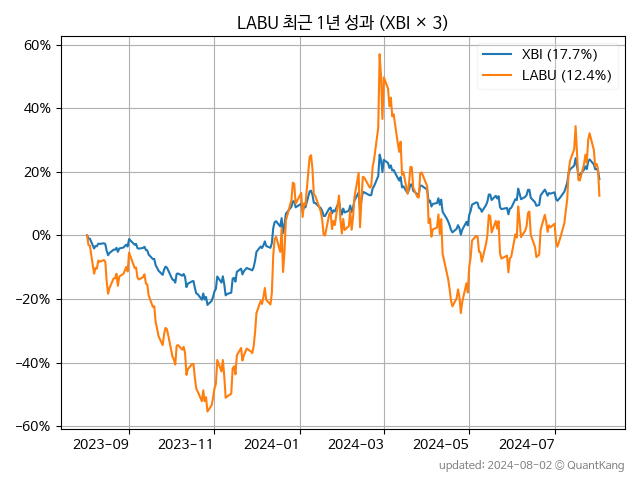 LABU 최근 1년 성과 (XBI × 3)
XBI (17.7%)
LABU (12.4%)
60%
40%
20%
0%
−20%
−40%
−60%
2023-09 2023-11 2024-01 2024-03 2024-05 2024-07
updated: 2024-08-02 © QuantKang